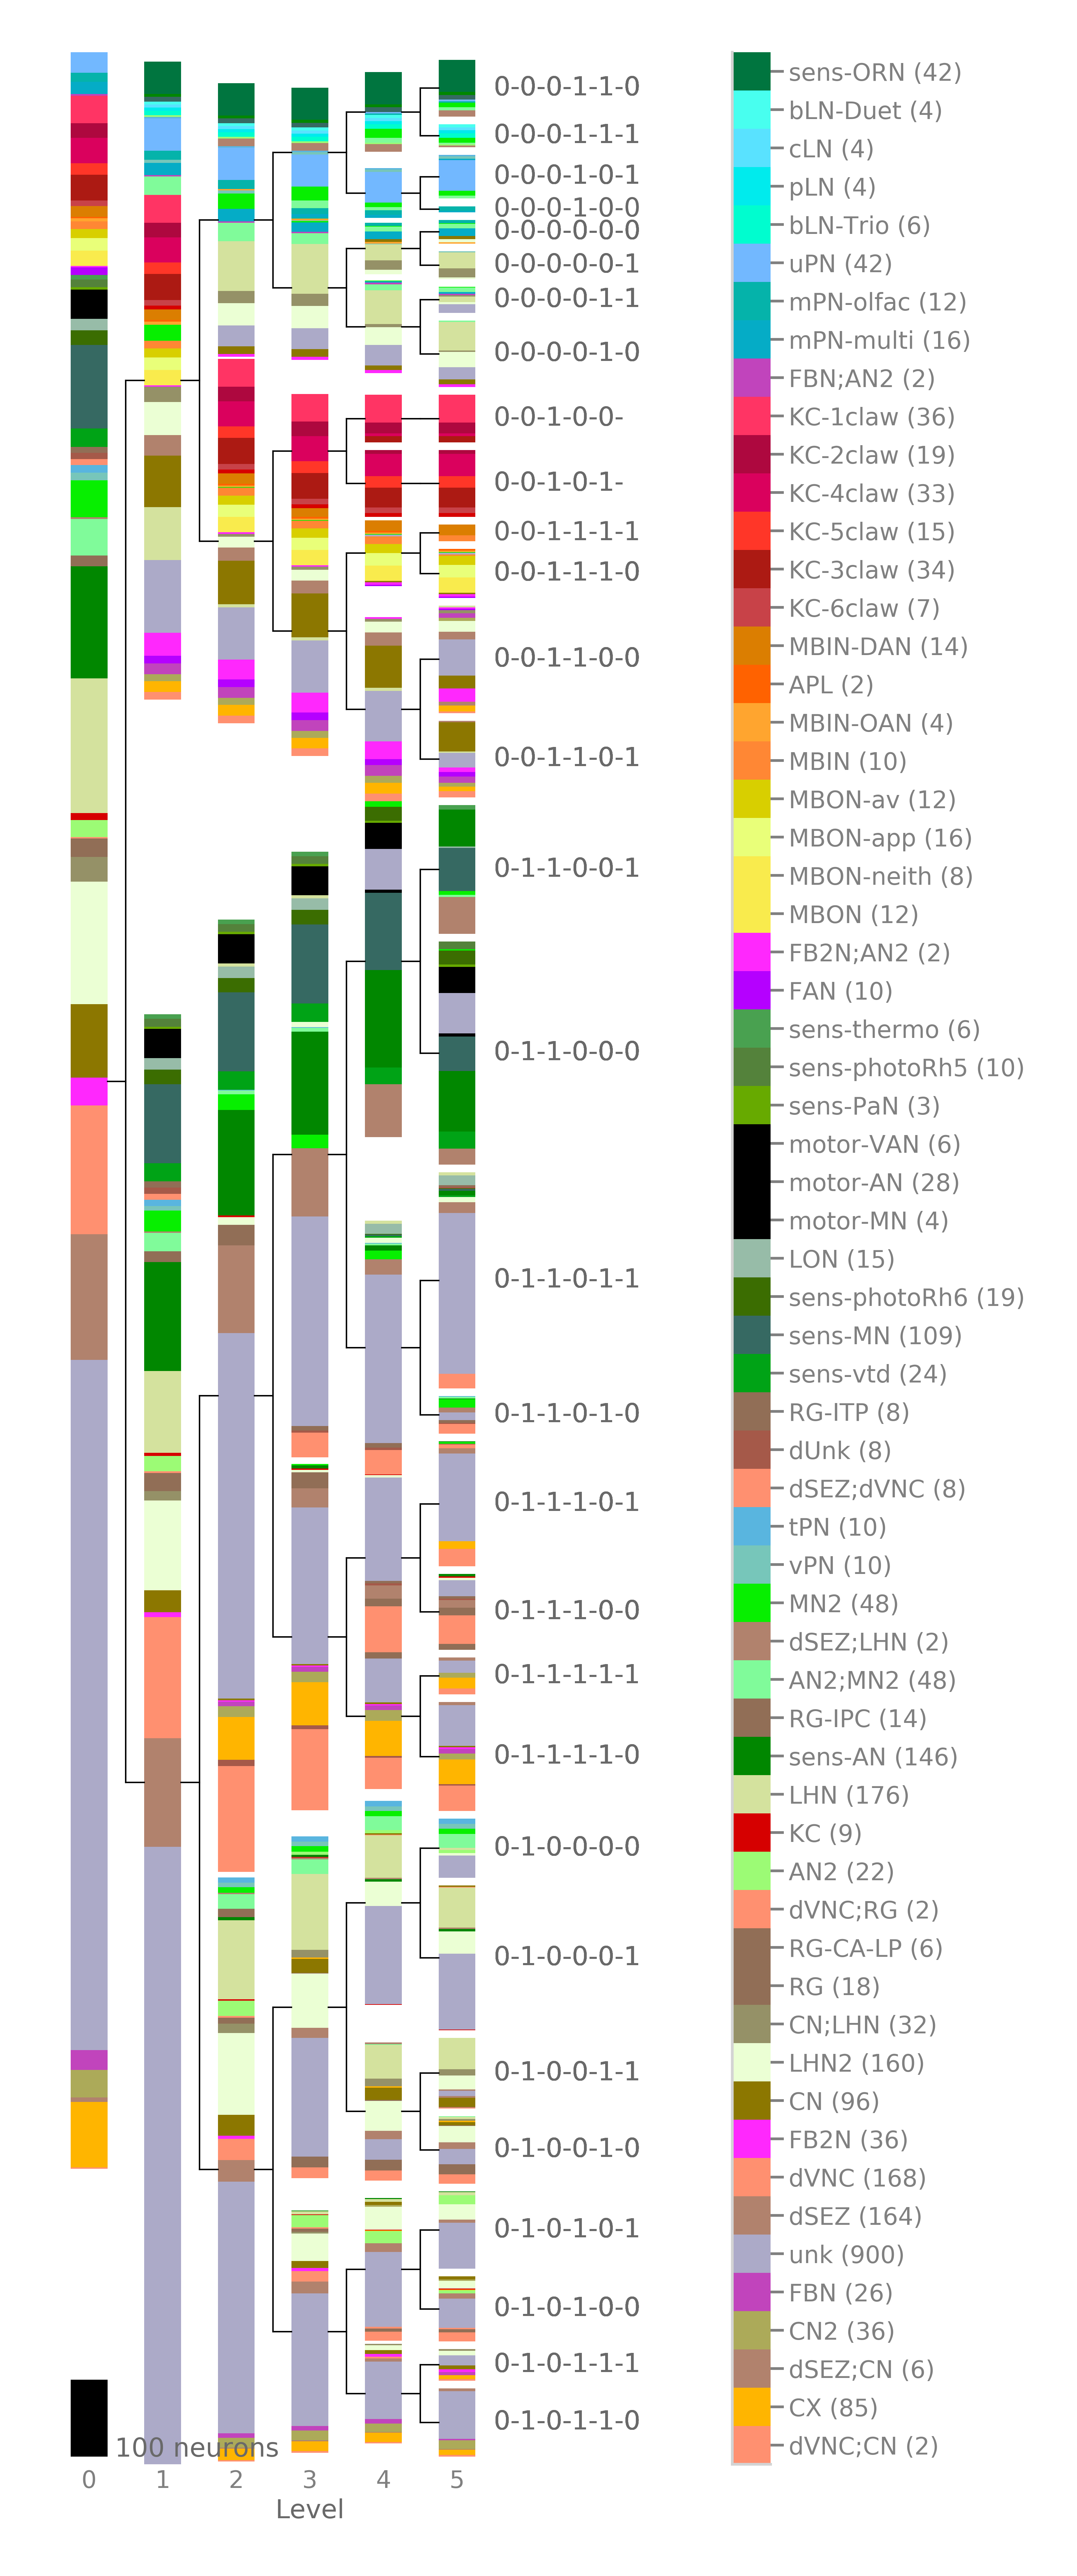 0-0-0-1-1-0
0-0-0-1-1-1
0-0-0-1-0-1
0-0-0-1-0-0
0-0-0-0-0-0
0-0-0-0-0-1
0-0-0-0-1-1
0-0-0-0-1-0
0-0-1-0-0-
0-0-1-0-1-
0-0-1-1-1-1
0-0-1-1-1-0
0-0-1-1-0-0
0-0-1-1-0-1
0-1-1-0-0-1
0-1-1-0-0-0
0-1-1-0-1-1
0-1-1-0-1-0
0-1-1-1-0-1
0-1-1-1-0-0
0-1-1-1-1-1
0-1-1-1-1-0
0-1-0-0-0-0
0-1-0-0-0-1
0-1-0-0-1-1
0-1-0-0-1-0
0-1-0-1-0-1
0-1-0-1-0-0
0-1-0-1-1-1
0-1-0-1-1-0
100 neurons
0 1 2 3 4 5
Level
sens-ORN (42)
bLN-Duet (4)
cLN (4)
pLN (4)
bLN-Trio (6)
uPN (42)
mPN-olfac (12)
mPN-multi (16)
FBN;AN2 (2)
KC-1claw (36)
KC-2claw (19)
KC-4claw (33)
KC-5claw (15)
KC-3claw (34)
KC-6claw (7)
MBIN-DAN (14)
APL (2)
MBIN-OAN (4)
MBIN (10)
MBON-av (12)
MBON-app (16)
MBON-neith (8)
MBON (12)
FB2N;AN2 (2)
FAN (10)
sens-thermo (6)
sens-photoRh5 (10)
sens-PaN (3)
motor-VAN (6)
motor-AN (28)
motor-MN (4)
LON (15)
sens-photoRh6 (19)
sens-MN (109)
sens-vtd (24)
RG-ITP (8)
dUnk (8)
dSEZ;dVNC (8)
tPN (10)
vPN (10)
MN2 (48)
dSEZ;LHN (2)
AN2;MN2 (48)
RG-IPC (14)
sens-AN (146)
LHN (176)
KC (9)
AN2 (22)
dVNC;RG (2)
RG-CA-LP (6)
RG (18)
CN;LHN (32)
LHN2 (160)
CN (96)
FB2N (36)
dVNC (168)
dSEZ (164)
unk (900)
FBN (26)
CN2 (36)
dSEZ;CN (6)
CX (85)
dVNC;CN (2)